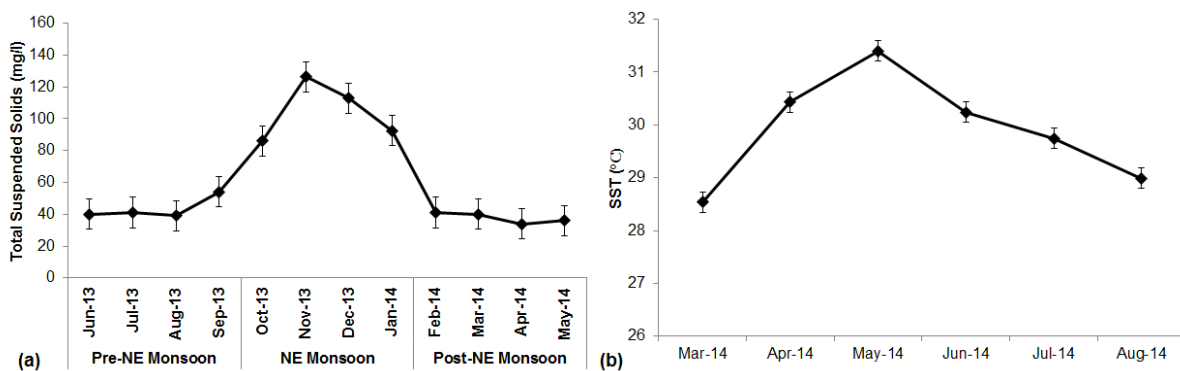 Total Suspended Solids (mg/l)
160
140
120
100
80
60
40
20
0
Jun-13
Jul-13
Aug-13
Sep-13
Oct-13
Nov-13
Dec-13
Jan-14
Feb-14
Mar-14
Apr-14
May-14
Pre-NE Monsoon
NE Monsoon
Post-NE Monsoon
(a)
SST (°C)
32
31
30
29
28
27
26
Mar-14
Apr-14
May-14
Jun-14
Jul-14
Aug-14
(b)